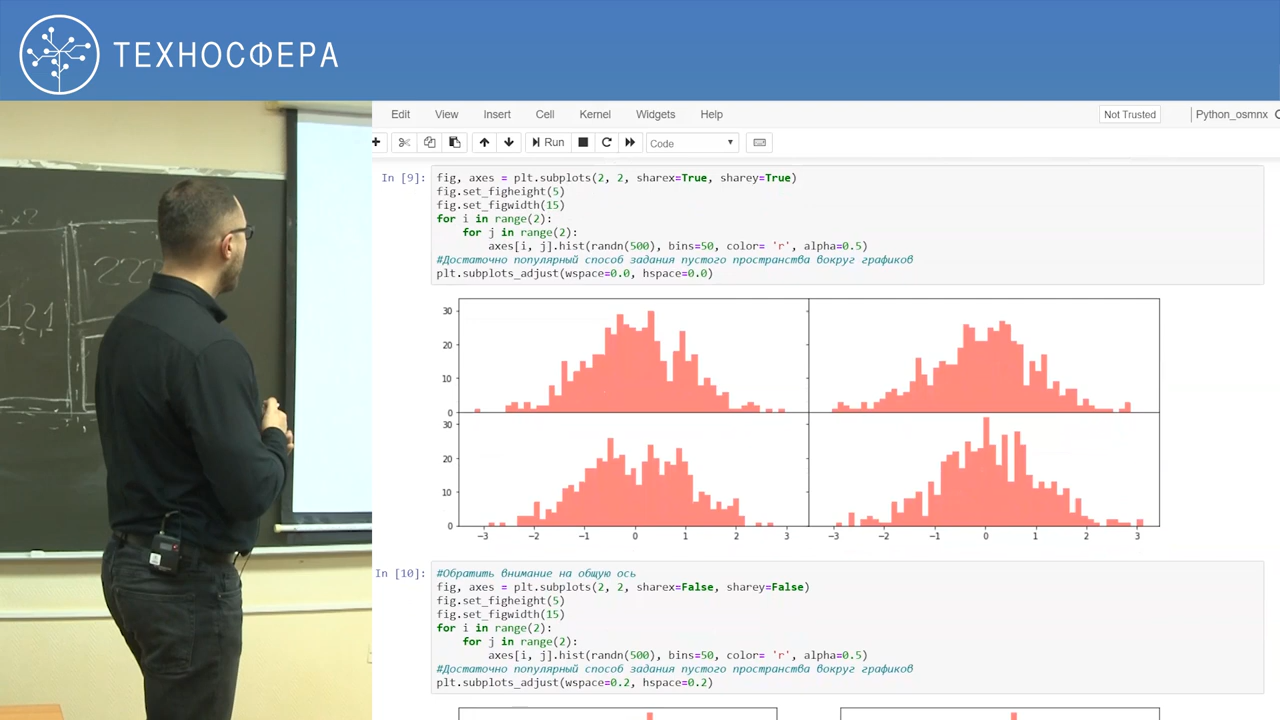 ТЕХНОСФЕРА
Edit View Insert Cell Kernel Widgets Help
Not Trusted
Python_osmnx
Run
Code
In [9]:
fig, axes = plt.subplots(2, 2, sharex=True, sharey=True)
fig.set_figheight(5)
fig.set_figwidth(15)
for i in range(2):
for j in range(2):
axes[i, j].hist(randn(500), bins=50, color= 'r', alpha=0.5)
#Достаточно популярный способ задания пустого пространства вокруг графиков
plt.subplots_adjust(wspace=0.0, hspace=0.0)
30
20
10
0
30
20
10
0
−3 −2 −1 0 1 2 3 −3 −2 −1 0 1 2 3
In [10]:
#Обратить внимание на общую ось
fig, axes = plt.subplots(2, 2, sharex=False, sharey=False)
fig.set_figheight(5)
fig.set_figwidth(15)
for i in range(2):
for j in range(2):
axes[i, j].hist(randn(500), bins=50, color= 'r', alpha=0.5)
#Достаточно популярный способ задания пустого пространства вокруг графиков
plt.subplots_adjust(wspace=0.2, hspace=0.2)